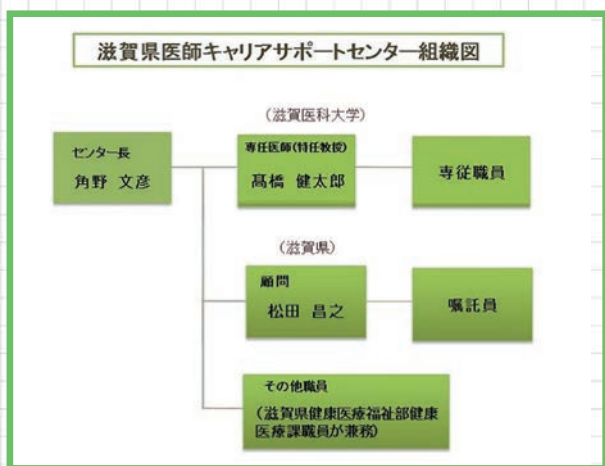 滋賀県医師キャリアサポートセンター組織図
(滋賀医科大学)
センター長
角野 文彦
専任医師(特任教授)
髙橋 健太郎
専従職員
(滋賀県)
顧問
松田 昌之
嘱託員
その他職員
(滋賀県健康医療福祉部健康
医療課職員が兼務)